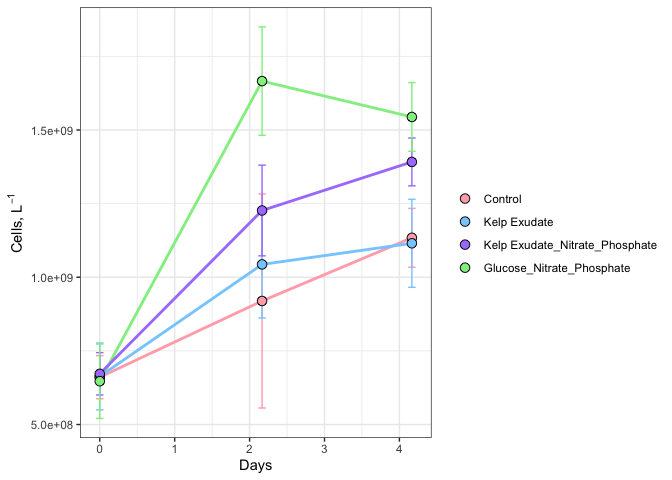 Cells, L⁻¹
1.5e+09
1.0e+09
5.0e+08
0 1 2 3 4
Days
Control
Kelp Exudate
Kelp Exudate_Nitrate_Phosphate
Glucose_Nitrate_Phosphate